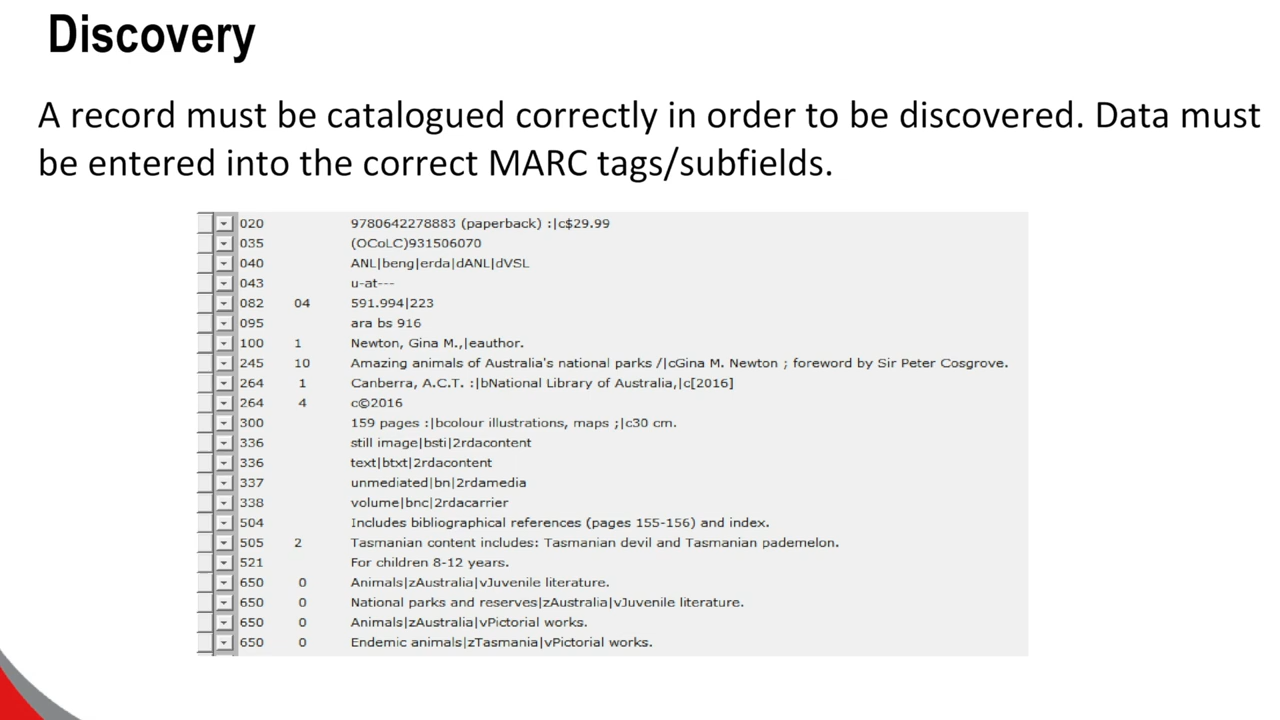 Discovery
A record must be catalogued correctly in order to be discovered. Data must
be entered into the correct MARC tags/subfields.
020 9780642278883 (paperback) :|c$29.99
035 (OCoLC)931506070
040 ANL|beng|erda|dANL|dVSL
043 u-at---
082 04 591.994|223
095 ara bs 916
100 1 Newton, Gina M.,|eauthor.
245 10 Amazing animals of Australia's national parks /|cGina M. Newton ; foreword by Sir Peter Cosgrove.
264 1 Canberra, A.C.T. :|bNational Library of Australia,|c[2016]
264 4 c©2016
300 159 pages :|bcolour illustrations, maps ;|c30 cm.
336 still image|bsti|2rdacontent
336 text|btxt|2rdacontent
337 unmediated|bn|2rdamedia
338 volume|bnc|2rdacarrier
504 Includes bibliographical references (pages 155-156) and index.
505 2 Tasmanian content includes: Tasmanian devil and Tasmanian pademelon.
521 For children 8-12 years.
650 0 Animals|zAustralia|vJuvenile literature.
650 0 National parks and reserves|zAustralia|vJuvenile literature.
650 0 Animals|zAustralia|vPictorial works.
650 0 Endemic animals|zTasmania|vPictorial works.